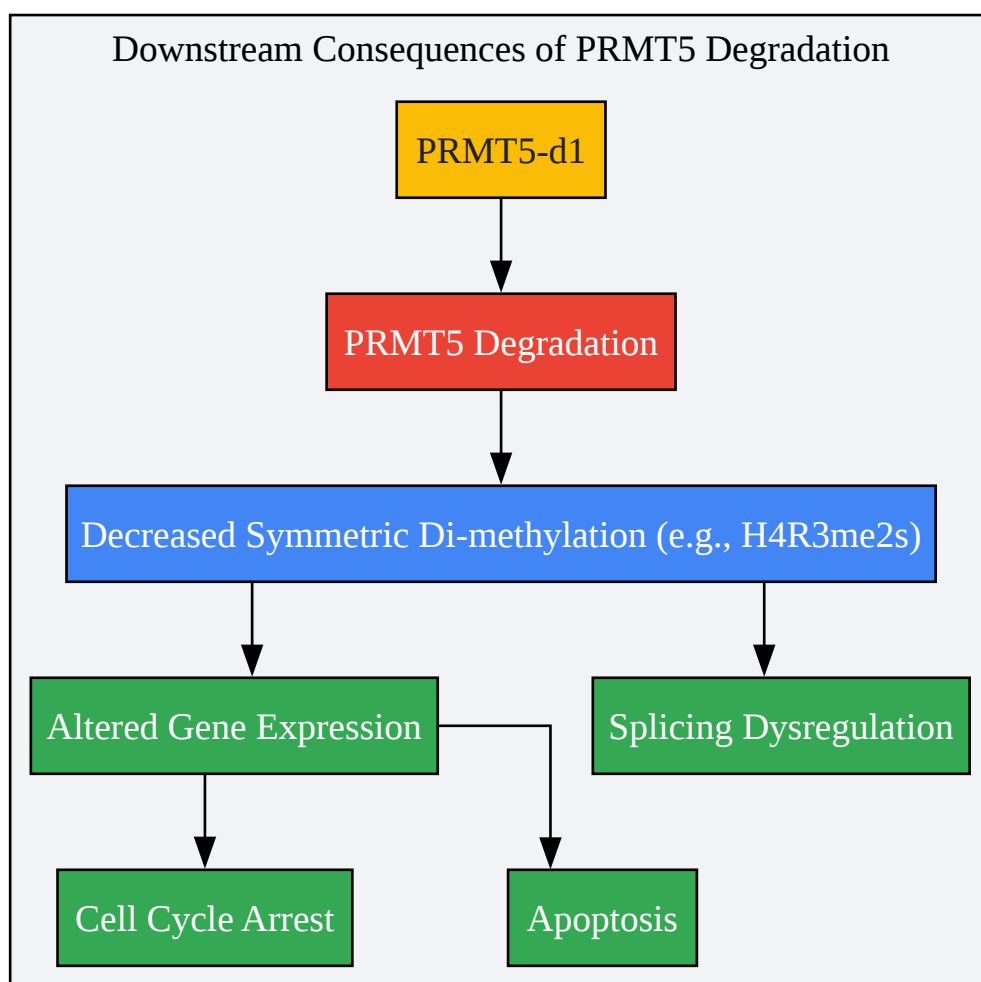 Downstream Consequences of PRMT5 Degradation
PRMT5-d1
PRMT5 Degradation
Decreased Symmetric Di-methylation (e.g., H4R3me2s)
Altered Gene Expression
Splicing Dysregulation
Cell Cycle Arrest
Apoptosis